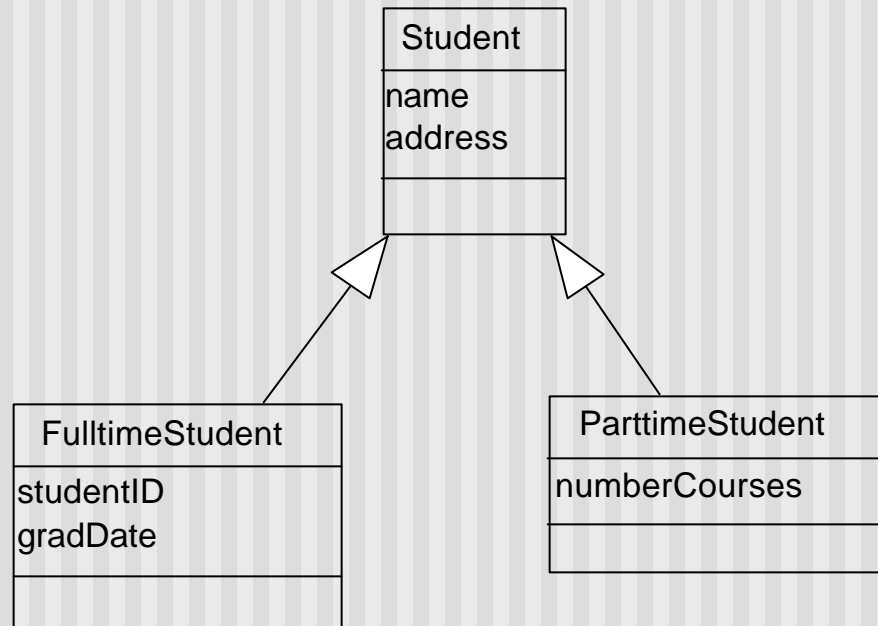 Student
name
address
FulltimeStudent
studentID
gradDate
ParttimeStudent
numberCourses